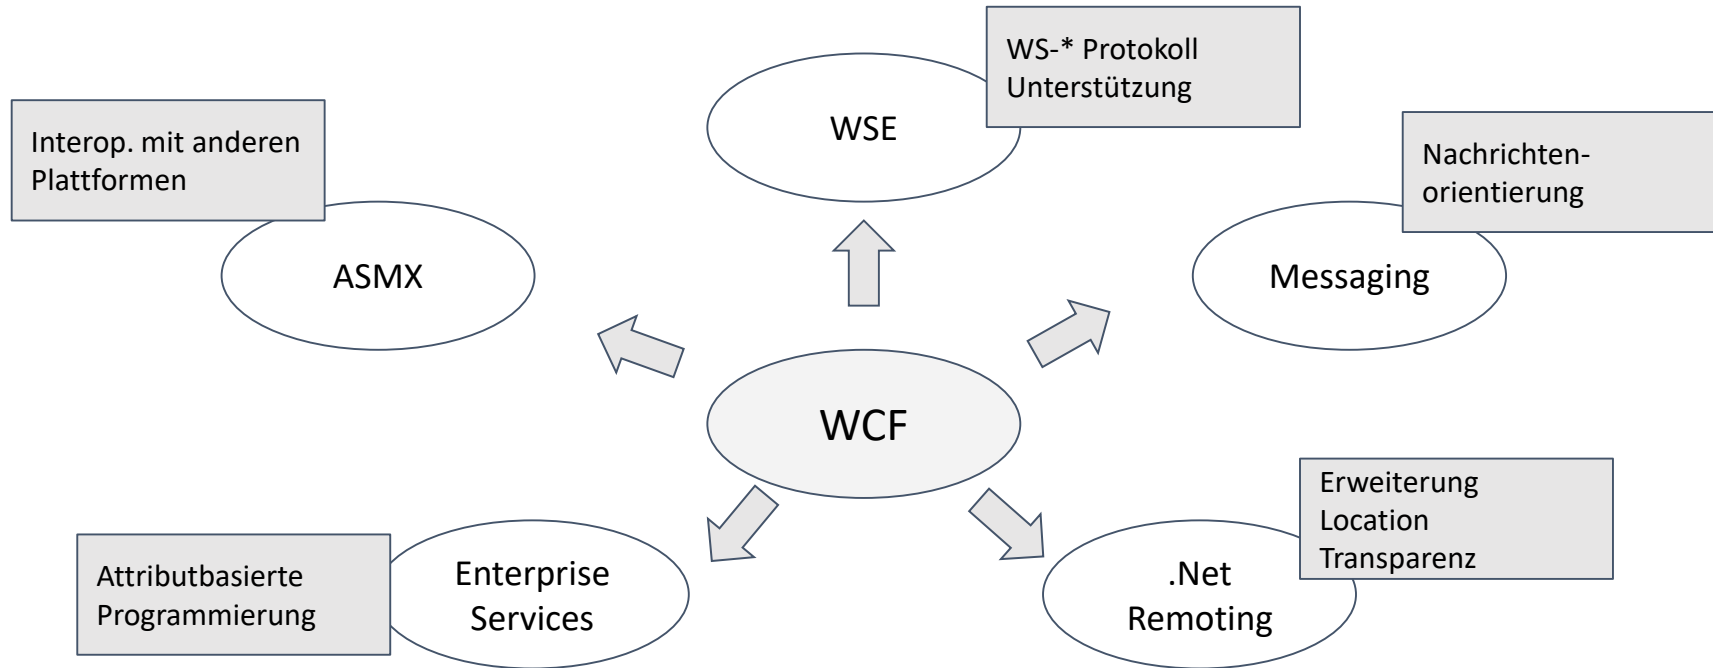 WS-* Protokoll
Unterstützung
WSE
Interop. mit anderen
Plattformen
ASMX
Nachrichten-
orientierung
Messaging
WCF
Attributbasierte
Programmierung
Enterprise
Services
Erweiterung
Location
Transparenz
.Net
Remoting